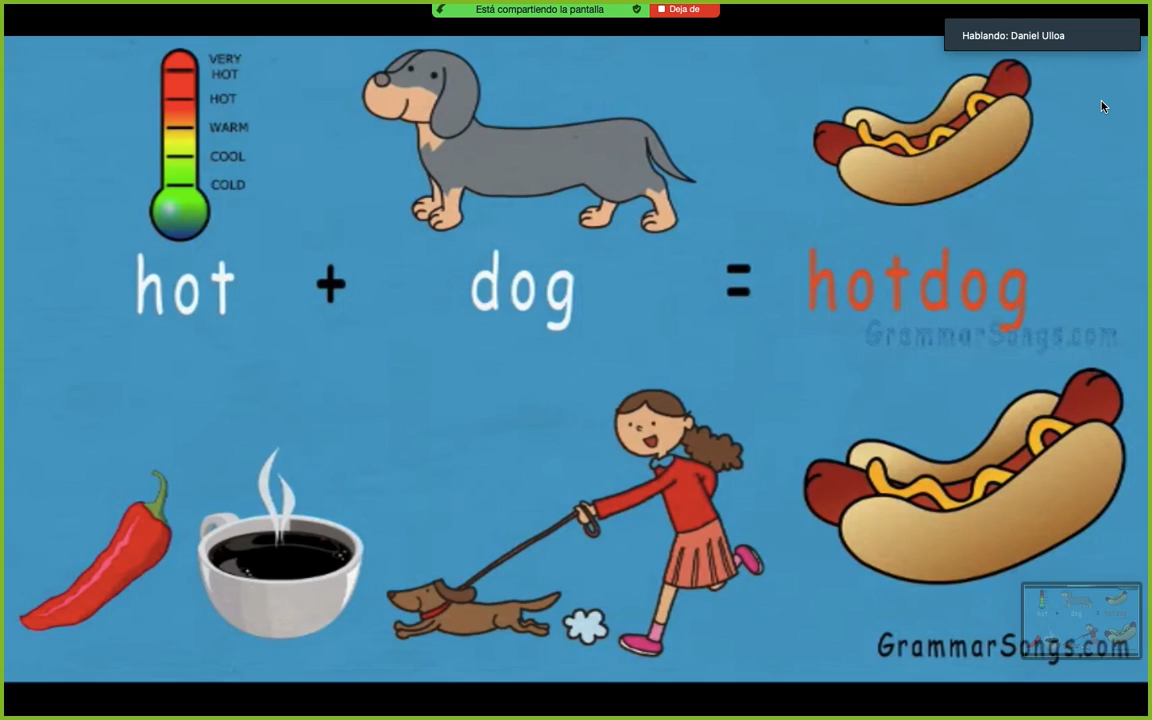 Está compartiendo la pantalla
Deja de
Hablando: Daniel Ulloa
VERY
HOT
HOT
WARM
COOL
COLD
hot + dog = hotdog
GrammarSongs.com
GrammarSongs.com